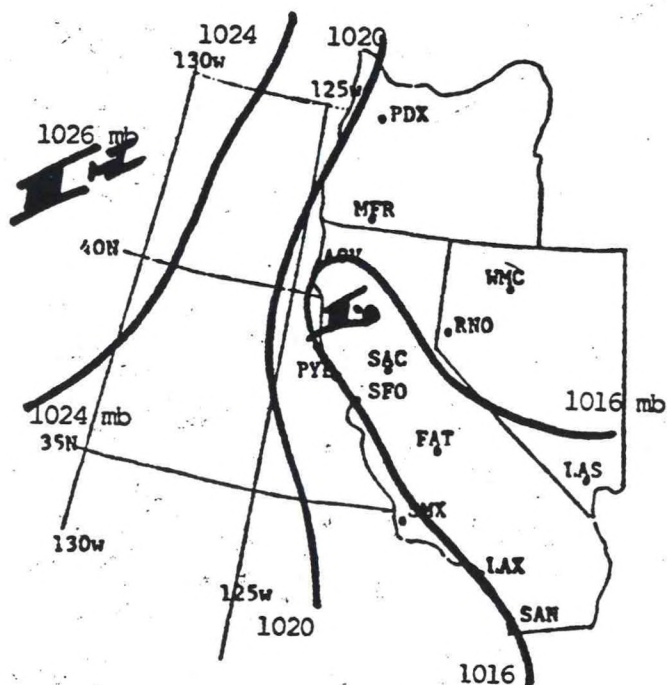 1024
1020
130w
125w
PDX
1026 mb
H
MFR
40N
WMC
L
RNO
SAC
SFO
1016 mb
1024 mb
35N
FAT
LAS
SMX
130w
LAX
125w
SAN
1020
1016